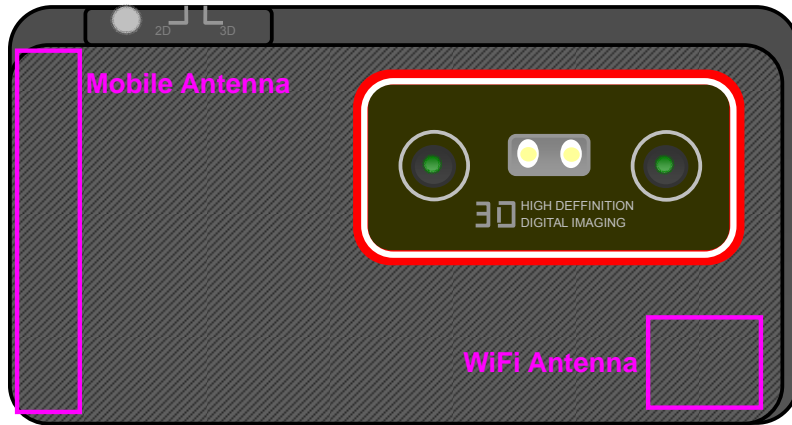 2D 3D
Mobile Antenna
3D HIGH DEFFINITION
DIGITAL IMAGING
WiFi Antenna